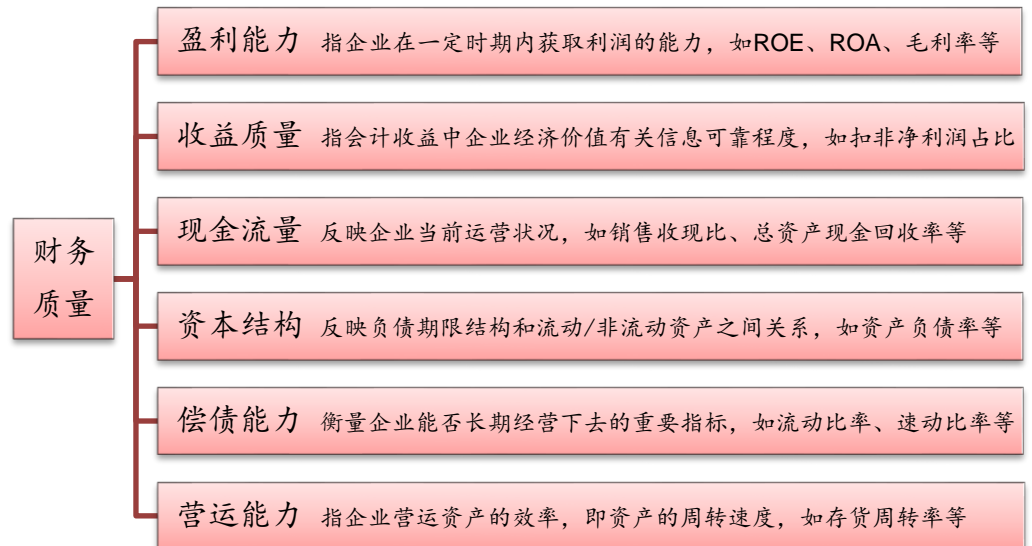 盈利能力 指企业在一定时期内获取利润的能力，如ROE、ROA、毛利率等
收益质量 指会计收益中企业经济价值有关信息可靠程度，如扣非净利润占比
现金流量 反映企业当前运营状况，如销售收现比、总资产现金回收率等
财务
质量
资本结构 反映负债期限结构和流动/非流动资产之间关系，如资产负债率等
偿债能力 衡量企业能否长期经营下去的重要指标，如流动比率、速动比率等
营运能力 指企业营运资产的效率，即资产的周转速度，如存货周转率等